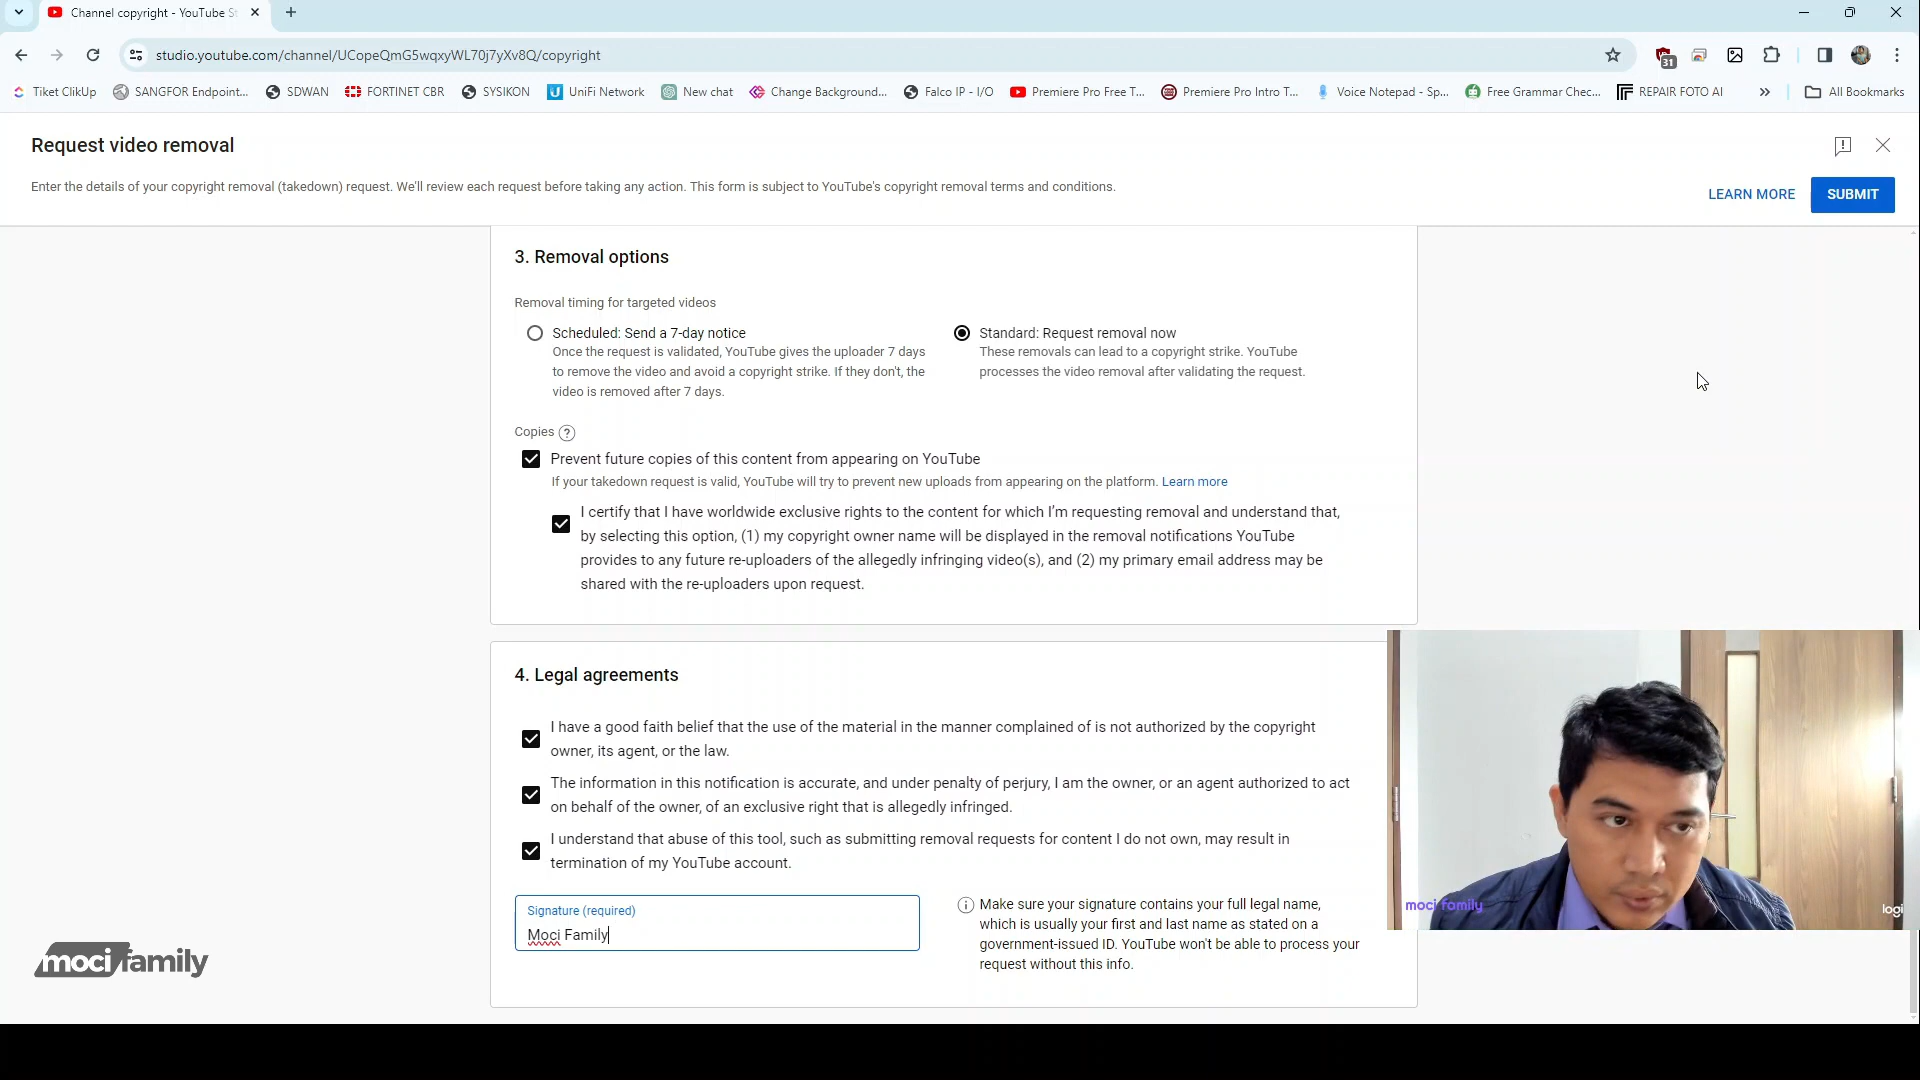 Channel copyright - YouTube St
studio.youtube.com/channel/UCopeQmG5wqxyWL70j7yXv8Q/copyright
31
Tiket ClikUp
SANGFOR Endpoint...
SDWAN
FORTINET CBR
SYSIKON
UniFi Network
New chat
Change Background...
Falco IP - I/O
Premiere Pro Free T...
Premiere Pro Intro T...
Voice Notepad - Sp...
Free Grammar Chec...
REPAIR FOTO AI
All Bookmarks
Request video removal
Enter the details of your copyright removal (takedown) request. We'll review each request before taking any action. This form is subject to YouTube's copyright removal terms and conditions.
LEARN MORE
SUBMIT
3. Removal options
Removal timing for targeted videos
Scheduled: Send a 7-day notice
Once the request is validated, YouTube gives the uploader 7 days
to remove the video and avoid a copyright strike. If they don't, the
video is removed after 7 days.
Standard: Request removal now
These removals can lead to a copyright strike. YouTube
processes the video removal after validating the request.
Copies
Prevent future copies of this content from appearing on YouTube
If your takedown request is valid, YouTube will try to prevent new uploads from appearing on the platform. Learn more
I certify that I have worldwide exclusive rights to the content for which I'm requesting removal and understand that,
by selecting this option, (1) my copyright owner name will be displayed in the removal notifications YouTube
provides to any future re-uploaders of the allegedly infringing video(s), and (2) my primary email address may be
shared with the re-uploaders upon request.
4. Legal agreements
I have a good faith belief that the use of the material in the manner complained of is not authorized by the copyright
owner, its agent, or the law.
The information in this notification is accurate, and under penalty of perjury, I am the owner, or an agent authorized to act
on behalf of the owner, of an exclusive right that is allegedly infringed.
I understand that abuse of this tool, such as submitting removal requests for content I do not own, may result in
termination of my YouTube account.
Signature (required)
Moci Family
Make sure your signature contains your full legal name,
which is usually your first and last name as stated on a
government-issued ID. YouTube won't be able to process your
request without this info.
moci family
logi
moci family